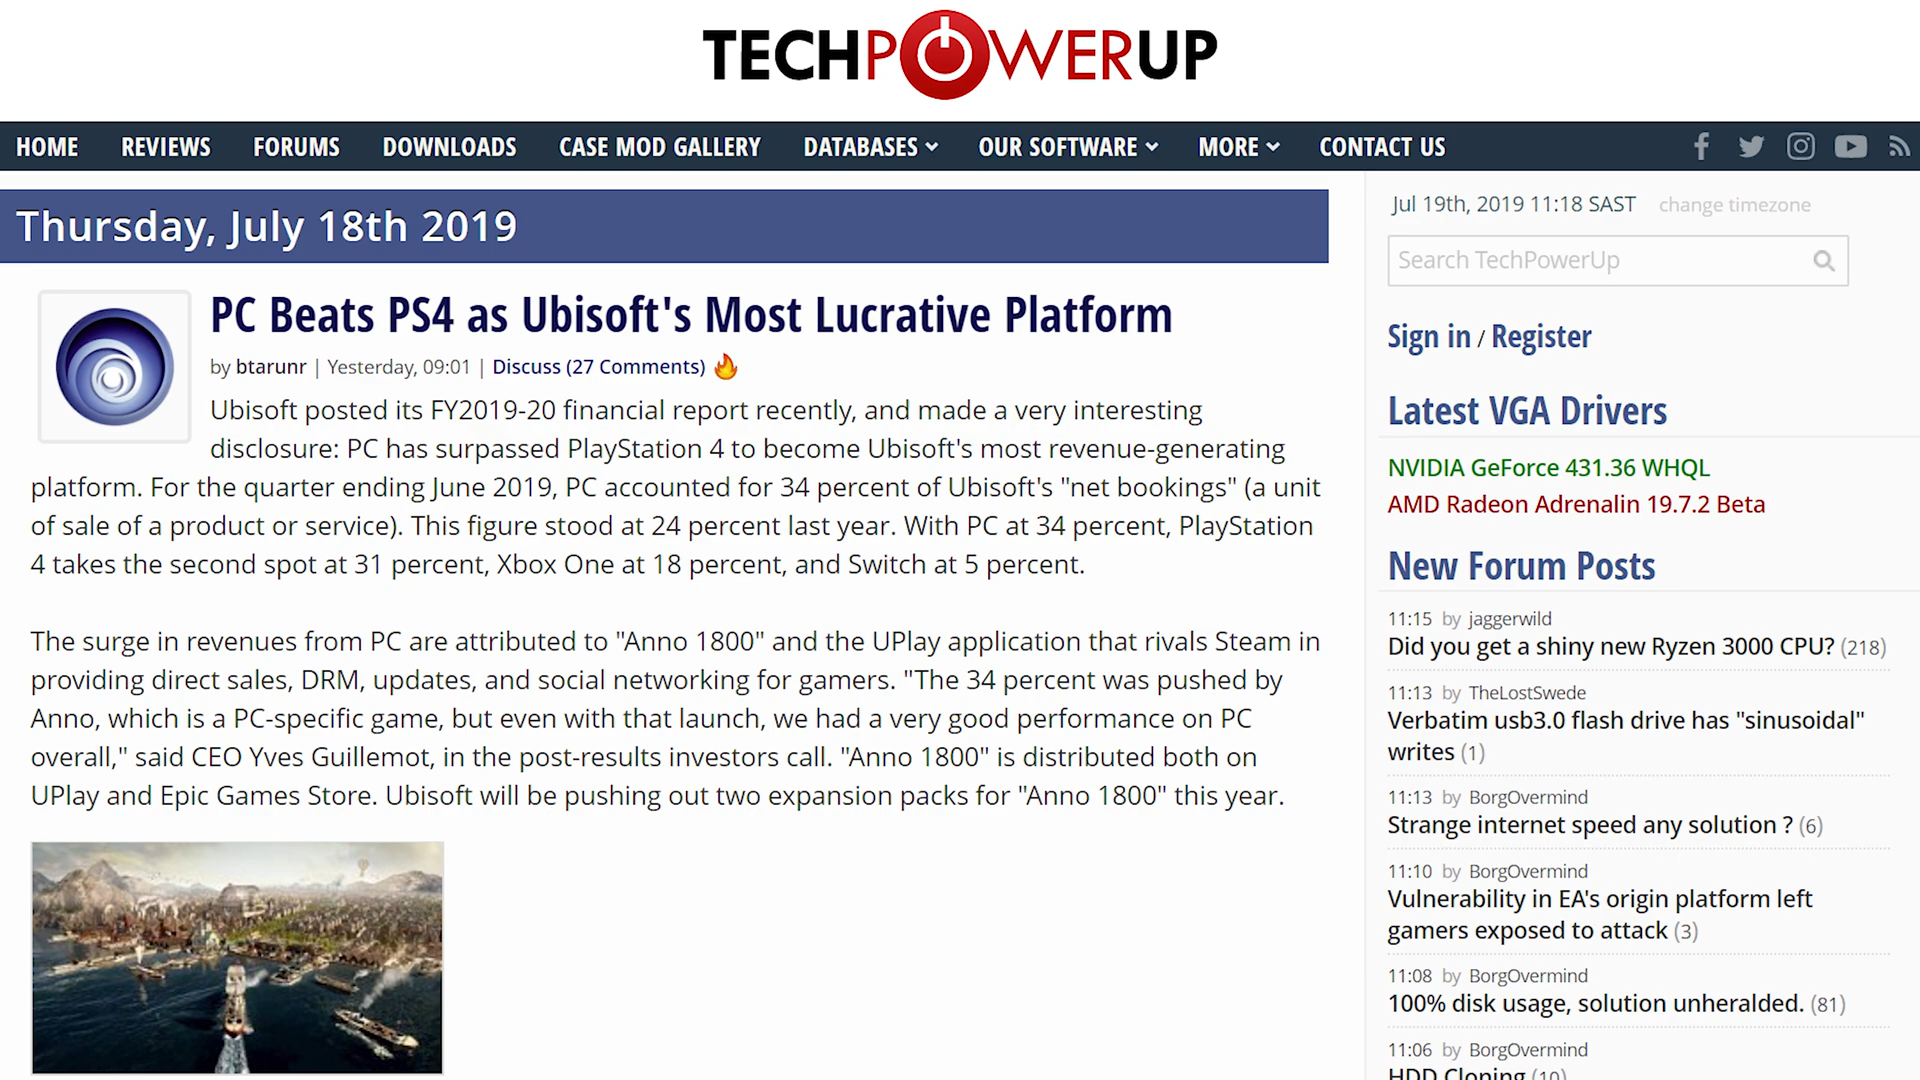 TECHPOWERUP
HOME REVIEWS FORUMS DOWNLOADS CASE MOD GALLERY DATABASES OUR SOFTWARE MORE CONTACT US
Thursday, July 18th 2019
PC Beats PS4 as Ubisoft's Most Lucrative Platform
by btarunr | Yesterday, 09:01 | Discuss (27 Comments)
Ubisoft posted its FY2019-20 financial report recently, and made a very interesting
disclosure: PC has surpassed PlayStation 4 to become Ubisoft's most revenue-generating
platform. For the quarter ending June 2019, PC accounted for 34 percent of Ubisoft's "net bookings" (a unit
of sale of a product or service). This figure stood at 24 percent last year. With PC at 34 percent, PlayStation
4 takes the second spot at 31 percent, Xbox One at 18 percent, and Switch at 5 percent.
The surge in revenues from PC are attributed to "Anno 1800" and the UPlay application that rivals Steam in
providing direct sales, DRM, updates, and social networking for gamers. "The 34 percent was pushed by
Anno, which is a PC-specific game, but even with that launch, we had a very good performance on PC
overall," said CEO Yves Guillemot, in the post-results investors call. "Anno 1800" is distributed both on
UPlay and Epic Games Store. Ubisoft will be pushing out two expansion packs for "Anno 1800" this year.
Jul 19th, 2019 11:18 SAST change timezone
Search TechPowerUp
Sign in / Register
Latest VGA Drivers
NVIDIA GeForce 431.36 WHQL
AMD Radeon Adrenalin 19.7.2 Beta
New Forum Posts
11:15 by jaggerwild
Did you get a shiny new Ryzen 3000 CPU? (218)
11:13 by TheLostSwede
Verbatim usb3.0 flash drive has "sinusoidal"
writes (1)
11:13 by BorgOvermind
Strange internet speed any solution ? (6)
11:10 by BorgOvermind
Vulnerability in EA's origin platform left
gamers exposed to attack (3)
11:08 by BorgOvermind
100% disk usage, solution unheralded. (81)
11:06 by BorgOvermind
HDD Cloning (10)